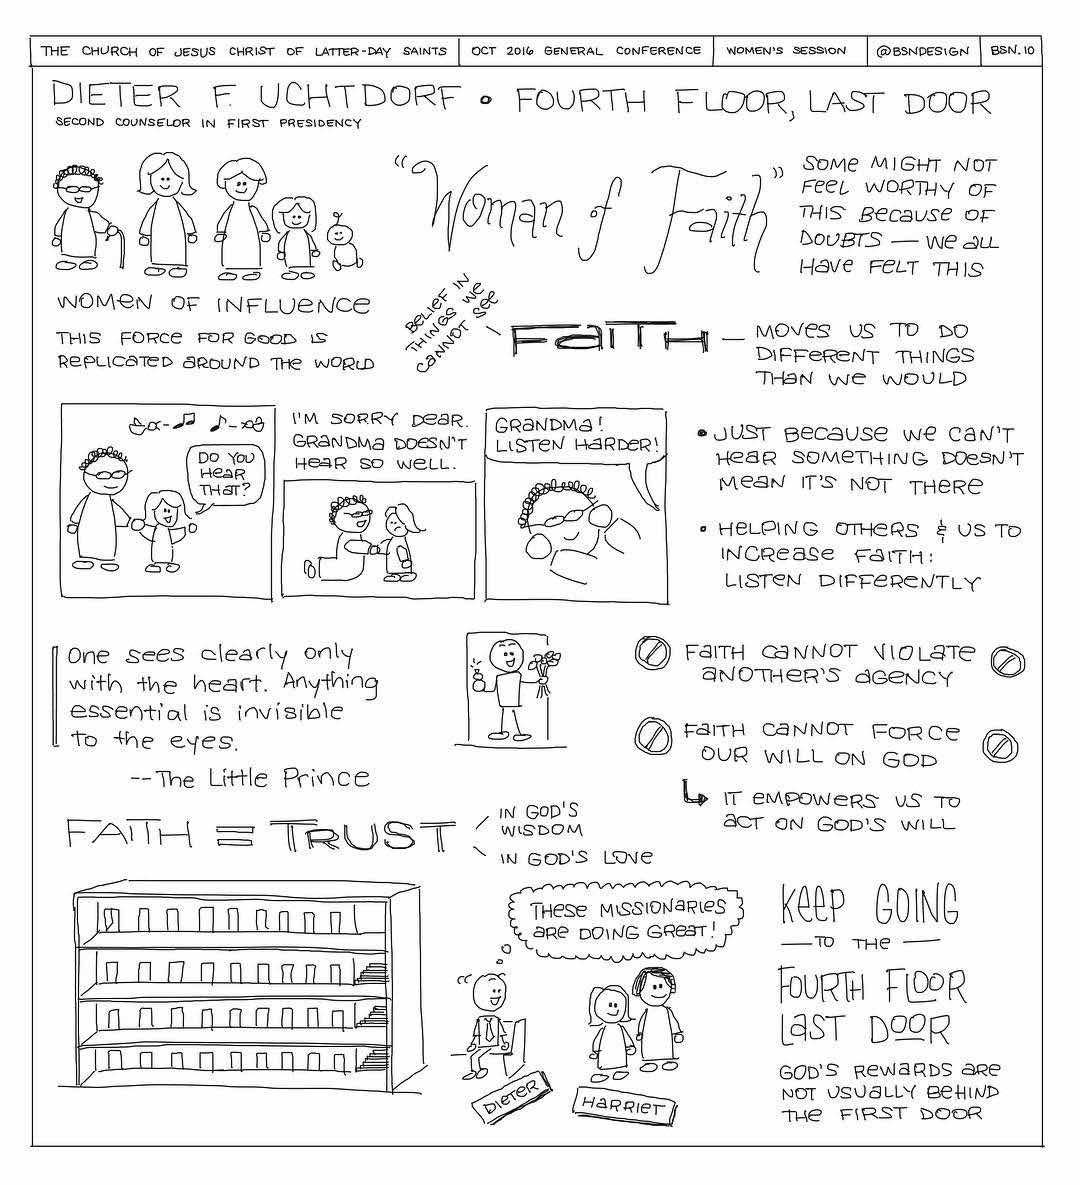 THE CHURCH OF JESUS CHRIST OF LATTER-DAY SAINTS
OCT 2016 GENERAL CONFERENCE
WOMEN'S SESSION
@BSNDESIGN
BSN.10
DIETER F. UCHTDORF • FOURTH FLOOR, LAST DOOR
SECOND COUNSELOR IN FIRST PRESIDENCY
WOMEN OF INFLUENCE
THIS FORCE FOR GOOD IS
REPLICATED AROUND THE WORLD
"Woman of Faith"
SOME MIGHT NOT
FEEL WORTHY OF
THIS BECAUSE OF
DOUBTS — WE ALL
HAVE FELT THIS
BELIEF IN
THINGS WE
CANNOT SEE
FAITH —
MOVES US TO DO
DIFFERENT THINGS
THAN WE WOULD
DO YOU
HEAR
THAT?
I'M SORRY DEAR.
GRANDMA DOESN'T
HEAR SO WELL.
GRANDMA!
LISTEN HARDER!
• JUST BECAUSE WE CAN'T
HEAR SOMETHING DOESN'T
MEAN IT'S NOT THERE
• HELPING OTHERS & US TO
INCREASE FAITH:
LISTEN DIFFERENTLY
One sees clearly only
with the heart. Anything
essential is invisible
to the eyes.
--The Little Prince
FAITH CANNOT VIOLATE
ANOTHER'S AGENCY
FAITH CANNOT FORCE
OUR WILL ON GOD
IT EMPOWERS US TO
ACT ON GOD'S WILL
FAITH = TRUST
IN GOD'S
WISDOM
IN GOD'S LOVE
THESE MISSIONARIES
ARE DOING GREAT!
DIETER
HARRIET
KEEP GOING
— TO THE —
FOURTH FLOOR
LAST DOOR
GOD'S REWARDS ARE
NOT USUALLY BEHIND
THE FIRST DOOR